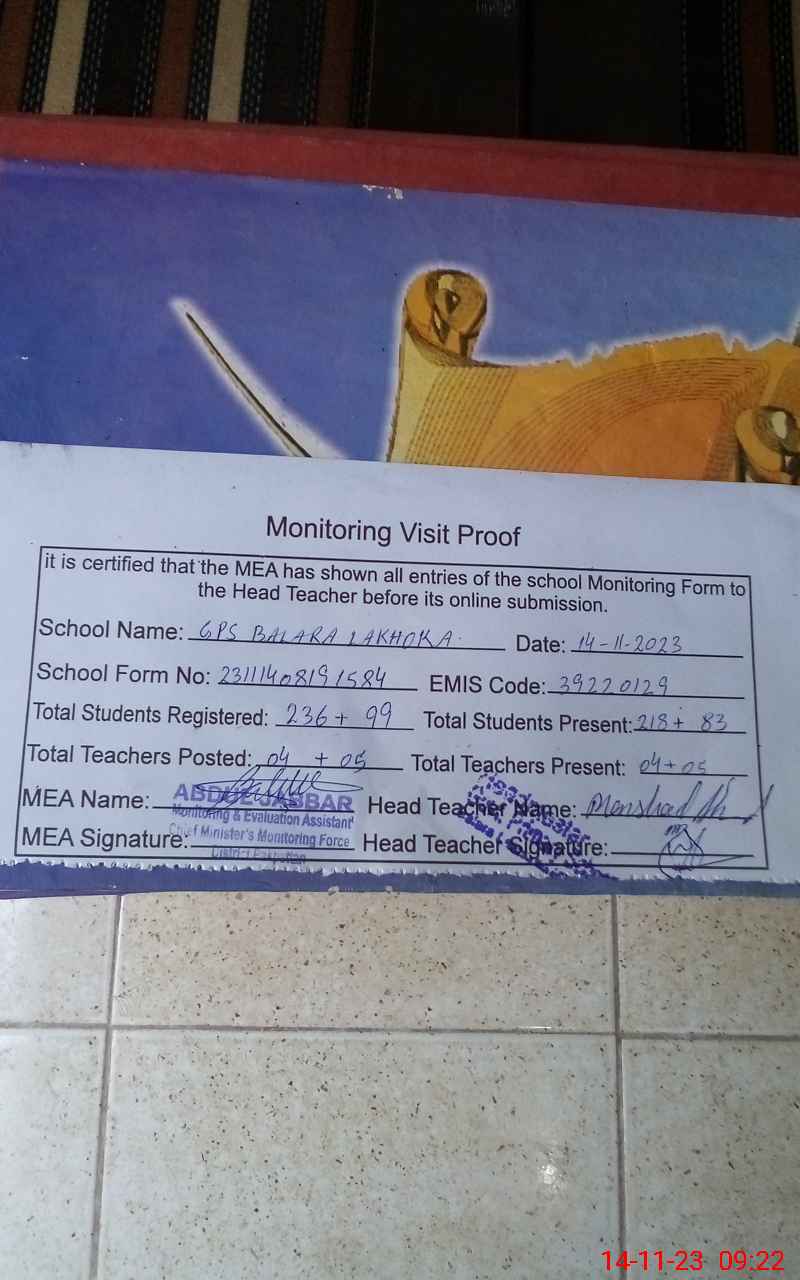 Monitoring Visit Proof
it is certified that the MEA has shown all entries of the school Monitoring Form to
the Head Teacher before its online submission.
School Name: GPS BALARA LAKHOKA Date: 14-11-2023
School Form No: 23111408191584 EMIS Code: 39220129
Total Students Registered: 236 + 99 Total Students Present: 218 + 83
Total Teachers Posted: 04 + 05 Total Teachers Present: 04+05
MEA Name: ABDUL JABBAR Head Teacher Name:
Monitoring & Evaluation Assistant
MEA Signature: Chief Minister's Monitoring Force Head Teacher Signature:
District Pakpattan
14-11-23 09:22